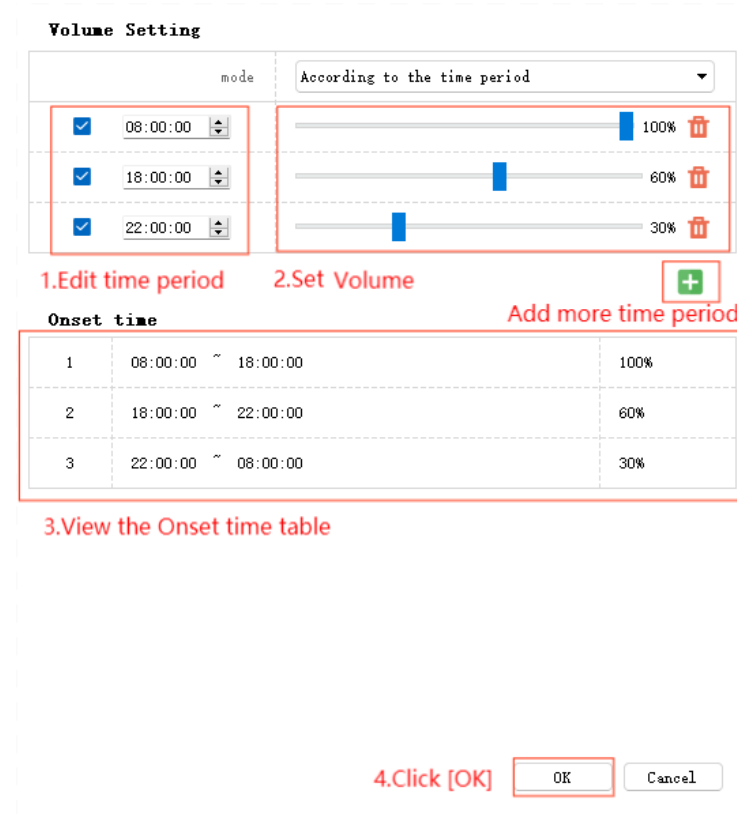 Volume Setting
mode According to the time period
08:00:00 100%
18:00:00 60%
22:00:00 30%
1.Edit time period 2.Set Volume
Add more time period
Onset time
1 08:00:00 ~ 18:00:00 100%
2 18:00:00 ~ 22:00:00 60%
3 22:00:00 ~ 08:00:00 30%
3.View the Onset time table
4.Click [OK] OK Cancel